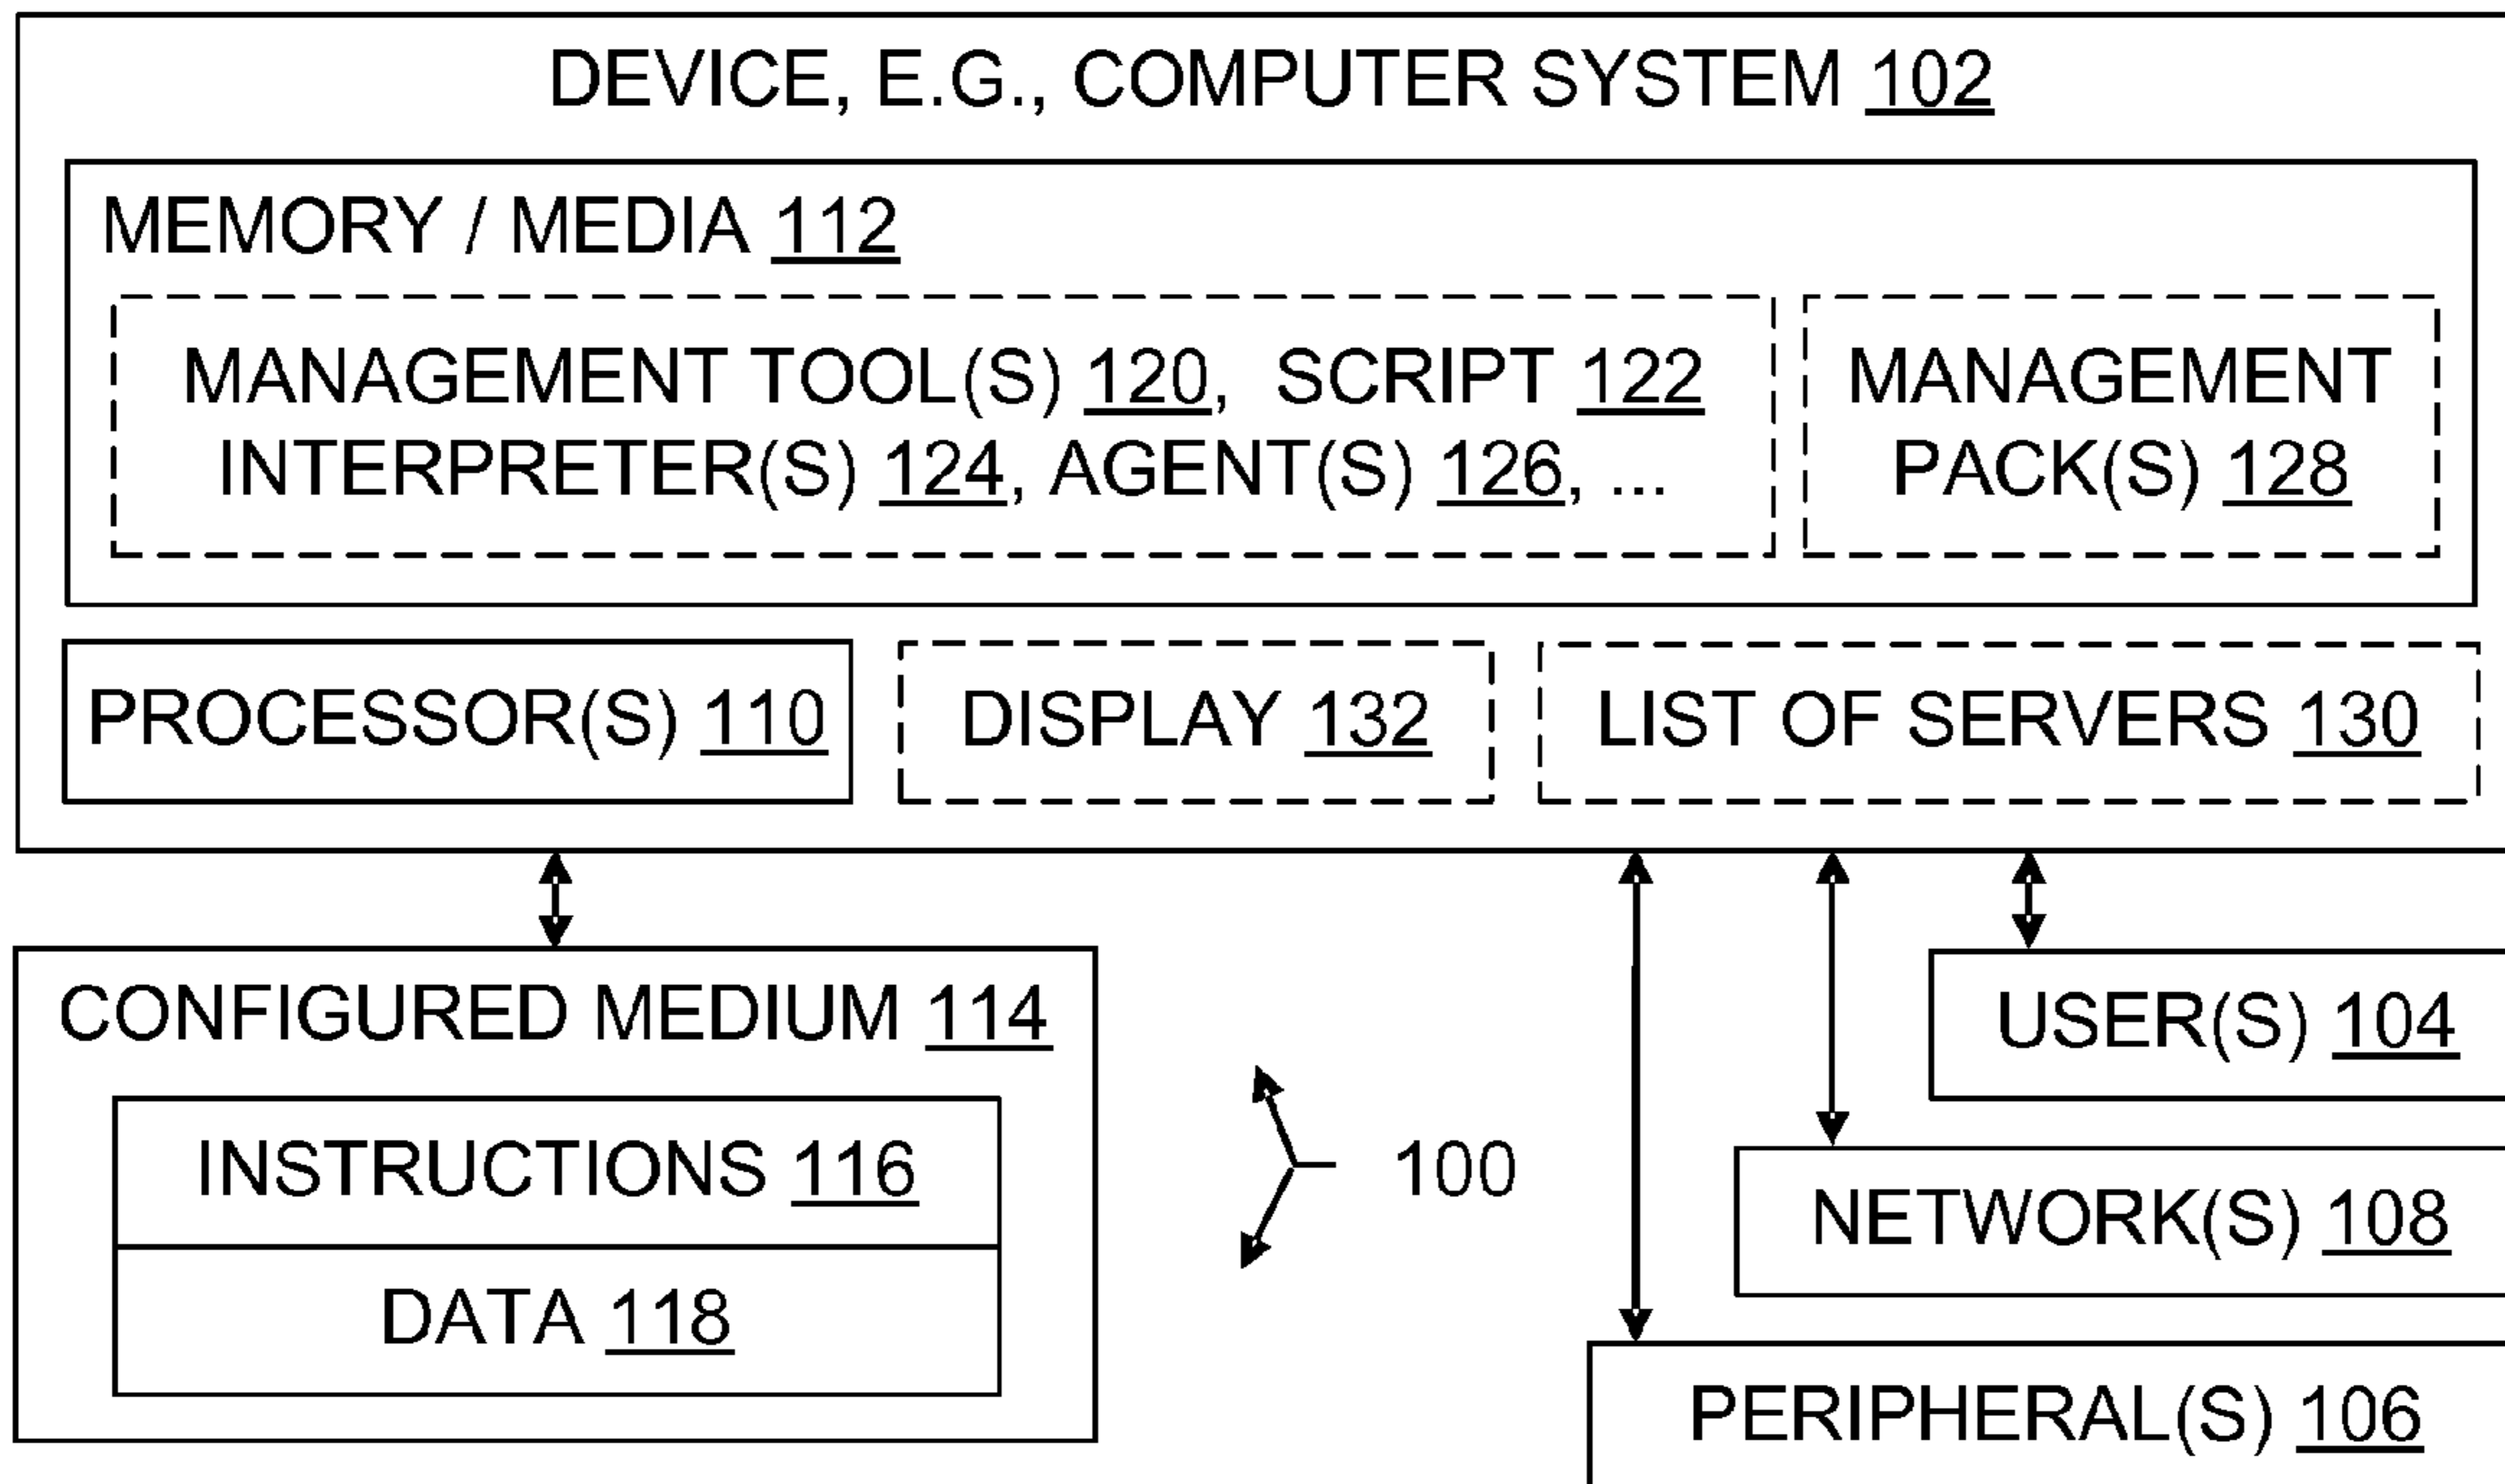 DEVICE, E.G., COMPUTER SYSTEM 102
MEMORY / MEDIA 112
MANAGEMENT TOOL(S) 120, SCRIPT 122
INTERPRETER(S) 124, AGENT(S) 126, ...
MANAGEMENT
PACK(S) 128
PROCESSOR(S) 110
DISPLAY 132
LIST OF SERVERS 130
CONFIGURED MEDIUM 114
INSTRUCTIONS 116
DATA 118
100
USER(S) 104
NETWORK(S) 108
PERIPHERAL(S) 106